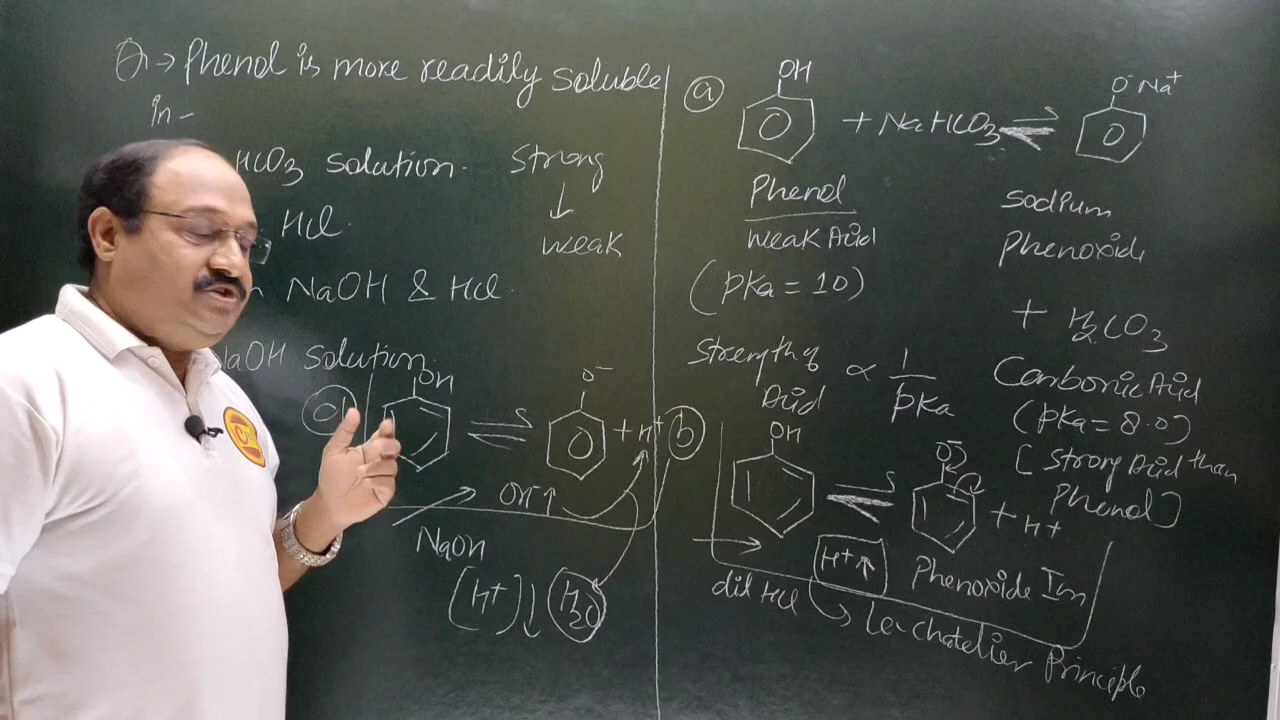 Q → Phenol is more readily soluble
in -
HCO3 solution.
HCl.
NaOH & HCl.
NaOH solution.
Strong
↓
weak
d
OH
⇌
O-
+ H+
OH-↑
NaOH
[H+]↓
H2O
a
OH
+ NaHCO3 ⇌
O- Na+
Phenol
Weak Acid
(pKa = 10)
Sodium
Phenoxide
+ H2CO3
Carbonic Acid
(pKa = 8.0)
[Strong Acid than
Phenol]
Strength of
Acid
∝ 1/pKa
b
OH
⇌
O-
+ H+
H+↑
dil HCl
Phenoxide Ion
Le-Chatelier Principle